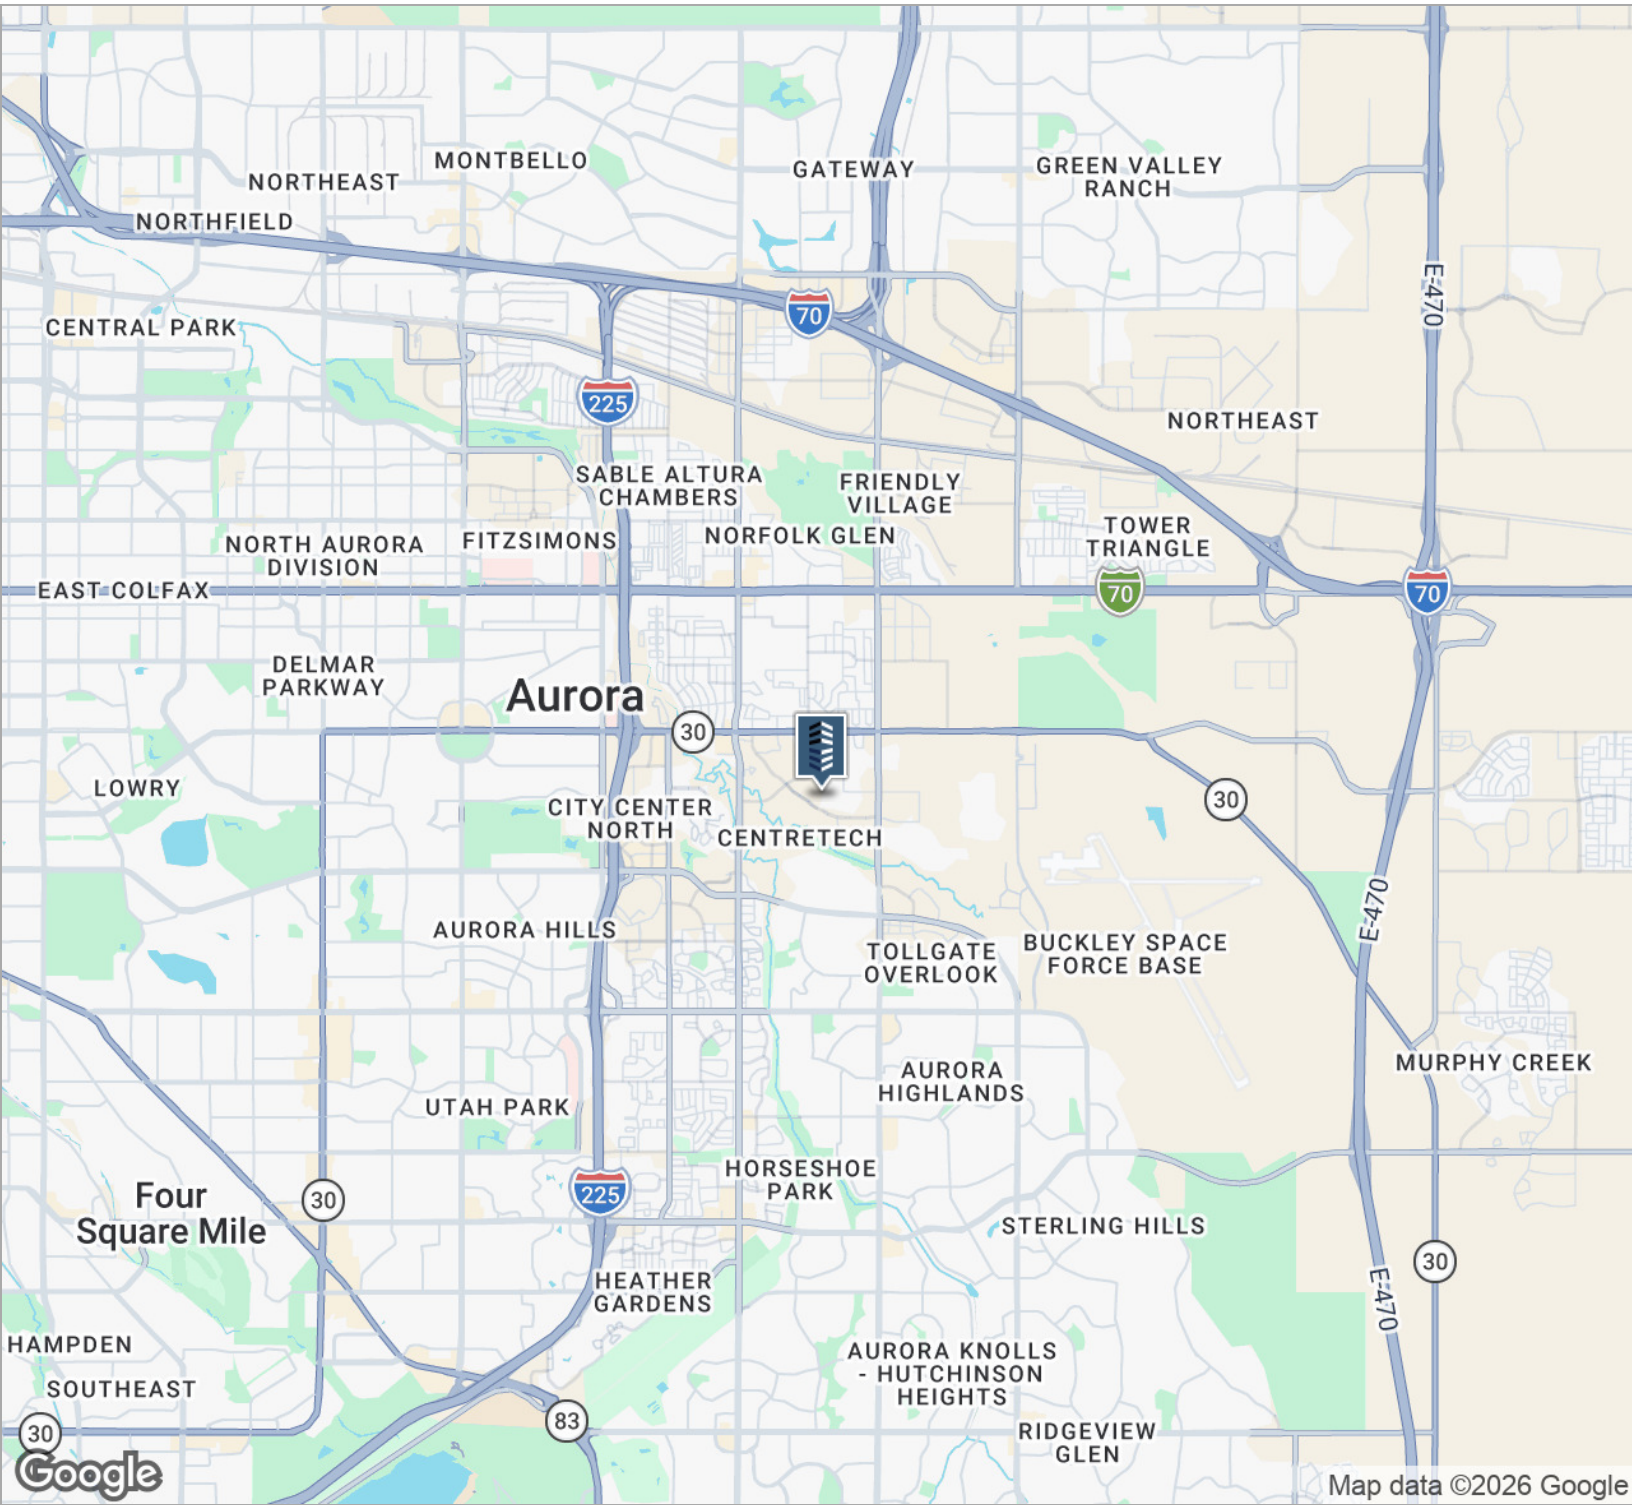 MONTBELLO
GATEWAY
GREEN VALLEY
RANCH
NORTHEAST
NORTHFIELD
E-470
70
CENTRAL PARK
225
NORTHEAST
SABLE ALTURA
CHAMBERS
FRIENDLY
VILLAGE
NORFOLK GLEN
FITZSIMONS
TOWER
TRIANGLE
NORTH AURORA
DIVISION
EAST COLFAX
70
70
DELMAR
PARKWAY
Aurora
30
LOWRY
30
CITY CENTER
NORTH
CENTRETECH
E-470
AURORA HILLS
TOLLGATE
OVERLOOK
BUCKLEY SPACE
FORCE BASE
MURPHY CREEK
AURORA
HIGHLANDS
UTAH PARK
HORSESHOE
PARK
Four
Square Mile
30
225
STERLING HILLS
30
HEATHER
GARDENS
E-470
HAMPDEN
AURORA KNOLLS
- HUTCHINSON
HEIGHTS
SOUTHEAST
83
30
RIDGEVIEW
GLEN
Google
Map data ©2026 Google